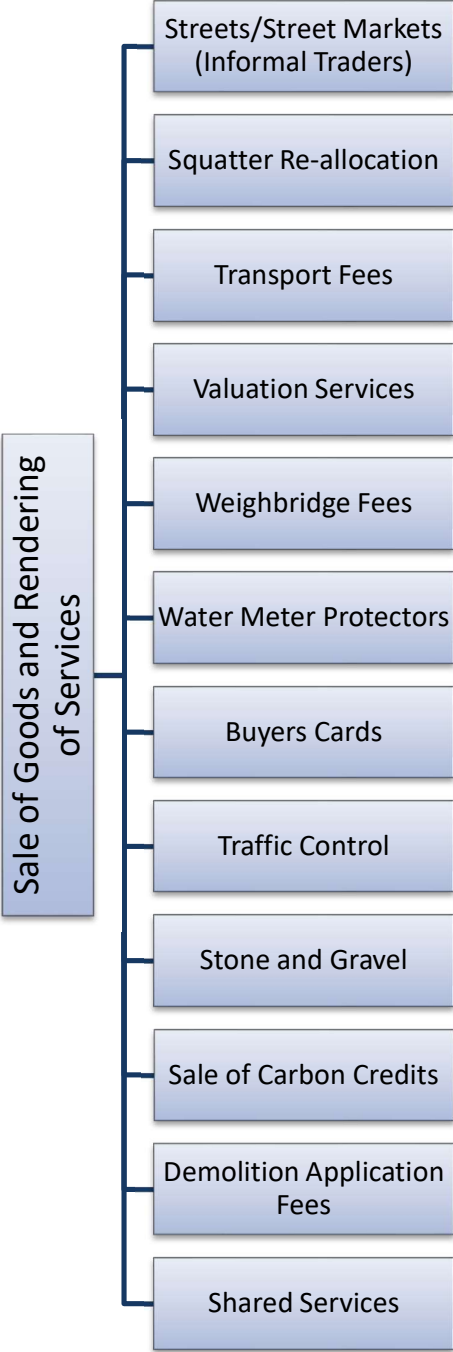 Streets/Street Markets
(Informal Traders)
Squatter Re-allocation
Transport Fees
Valuation Services
Weighbridge Fees
Sale of Goods and Rendering
of Services
Water Meter Protectors
Buyers Cards
Traffic Control
Stone and Gravel
Sale of Carbon Credits
Demolition Application
Fees
Shared Services